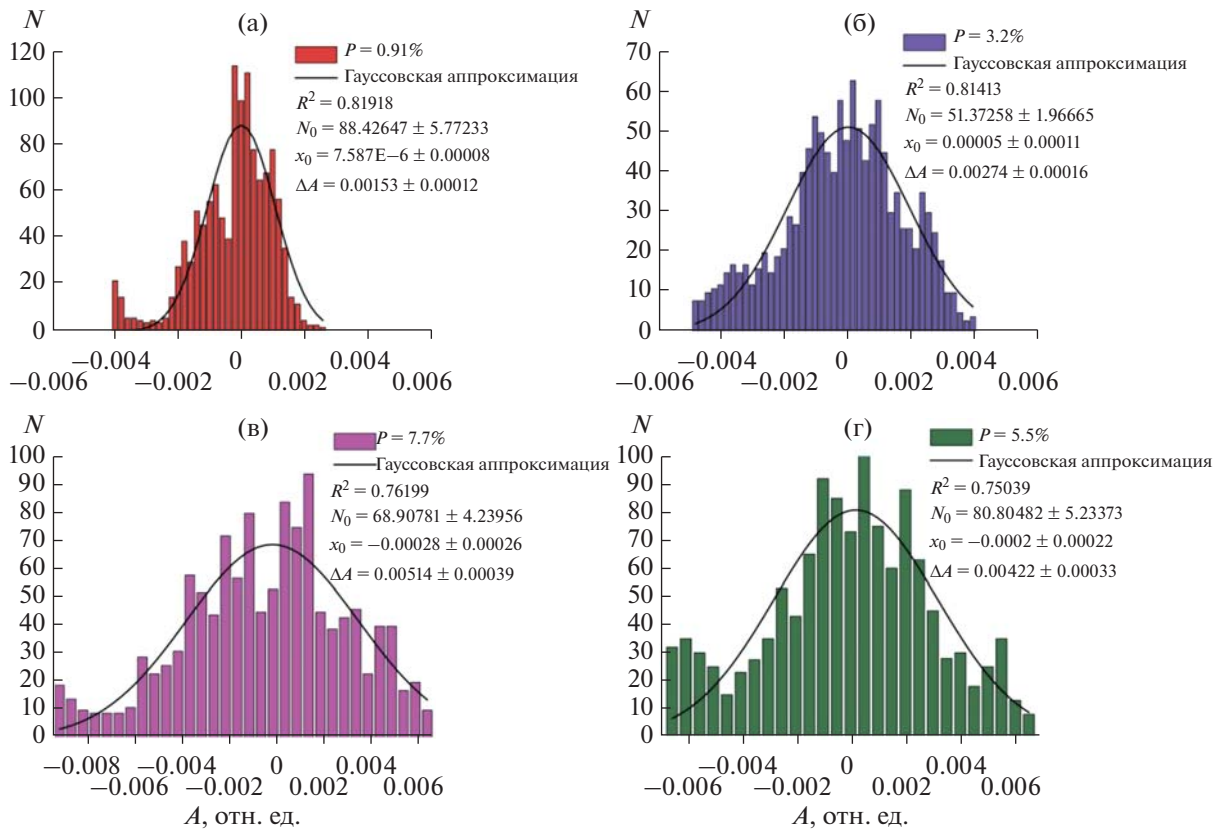 N
(а)
120
100
80
60
40
20
0
P = 0.91%
Гауссовская аппроксимация
R² = 0.81918
N₀ = 88.42647 ± 5.77233
x₀ = 7.587E−6 ± 0.00008
ΔA = 0.00153 ± 0.00012
−0.004 0 0.004
−0.006 −0.002 0.002 0.006
N
(б)
70
60
50
40
30
20
10
0
P = 3.2%
Гауссовская аппроксимация
R² = 0.81413
N₀ = 51.37258 ± 1.96665
x₀ = 0.00005 ± 0.00011
ΔA = 0.00274 ± 0.00016
−0.004 0 0.004
−0.006 −0.002 0.002 0.006
N
(в)
100
90
80
70
60
50
40
30
20
10
0
P = 7.7%
Гауссовская аппроксимация
R² = 0.76199
N₀ = 68.90781 ± 4.23956
x₀ = −0.00028 ± 0.00026
ΔA = 0.00514 ± 0.00039
−0.008 −0.004 0 0.004
−0.006 −0.002 0.002 0.006
A, отн. ед.
N
(г)
100
90
80
70
60
50
40
30
20
10
0
P = 5.5%
Гауссовская аппроксимация
R² = 0.75039
N₀ = 80.80482 ± 5.23373
x₀ = −0.0002 ± 0.00022
ΔA = 0.00422 ± 0.00033
−0.004 0 0.004
−0.006 −0.002 0.002 0.006
A, отн. ед.